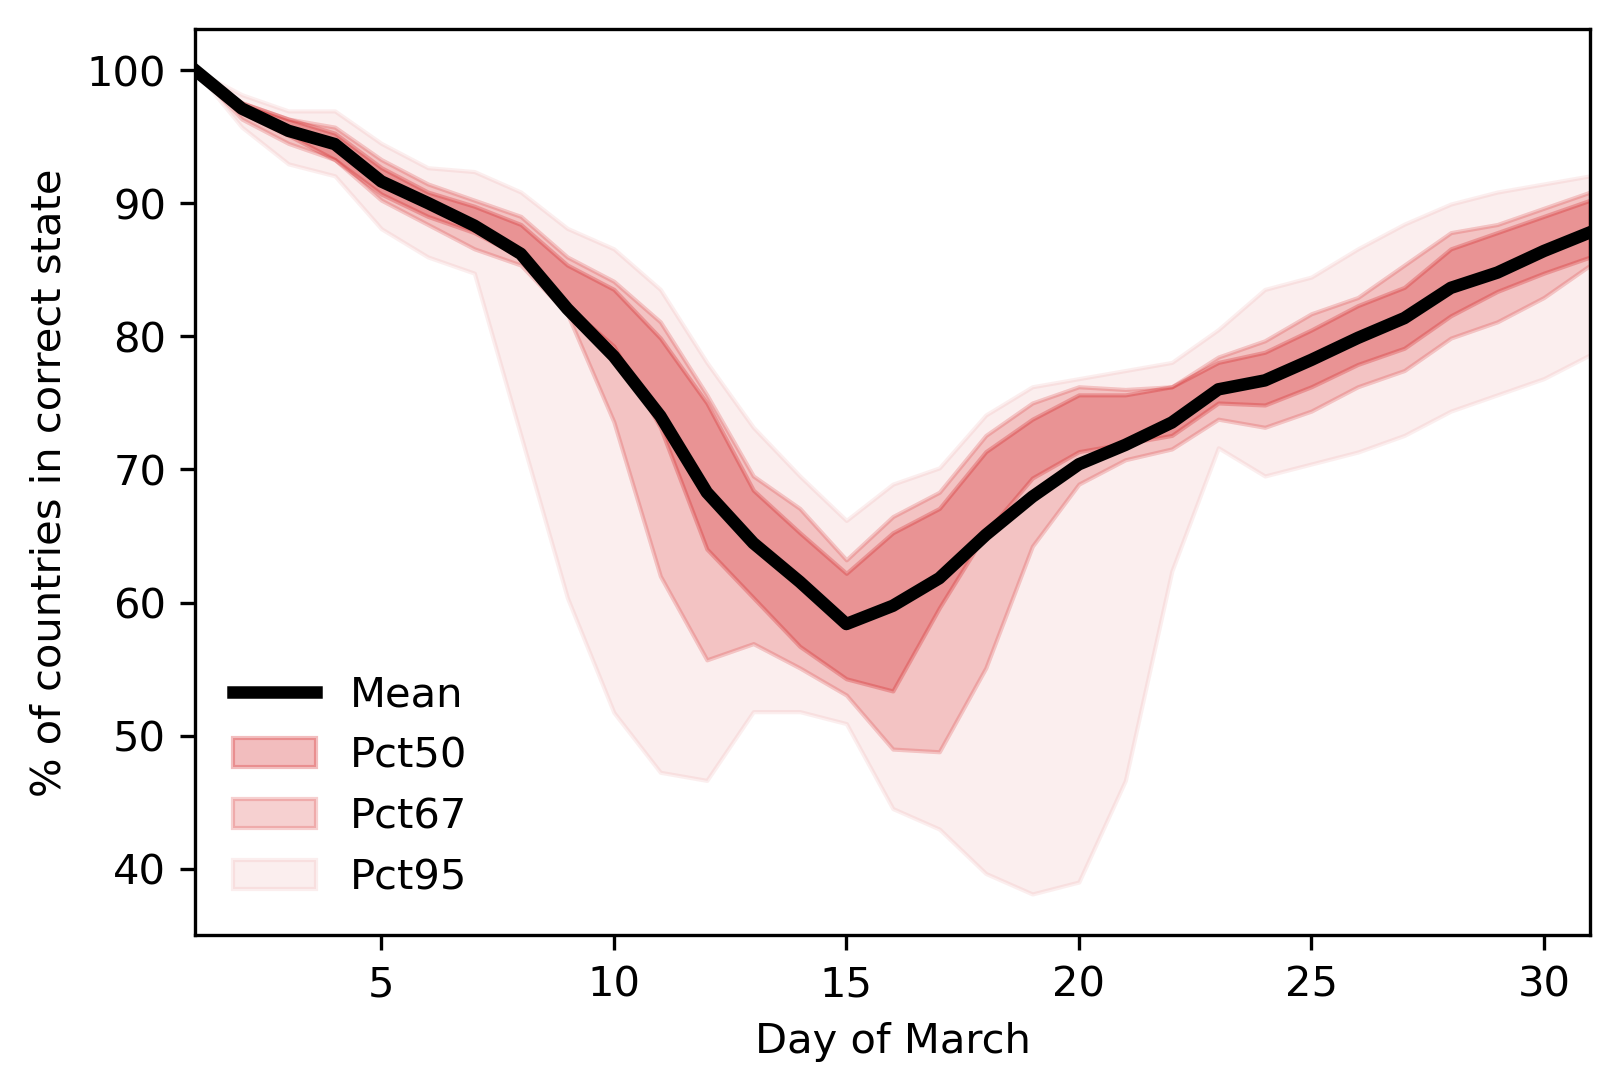 100
90
80
70
60
50
40
% of countries in correct state
Mean
Pct50
Pct67
Pct95
5 10 15 20 25 30
Day of March